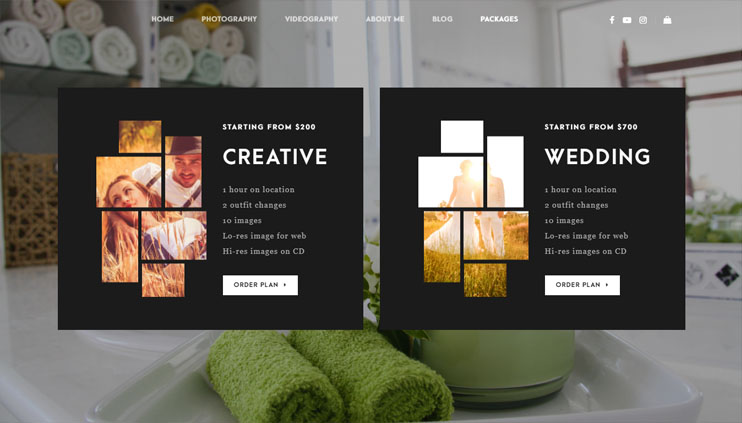 HOME PHOTOGRAPHY VIDEOGRAPHY ABOUT ME BLOG PACKAGES
STARTING FROM $200
CREATIVE
1 hour on location
2 outfit changes
10 images
Lo-res image for web
Hi-res images on CD
ORDER PLAN
STARTING FROM $700
WEDDING
1 hour on location
2 outfit changes
10 images
Lo-res image for web
Hi-res images on CD
ORDER PLAN